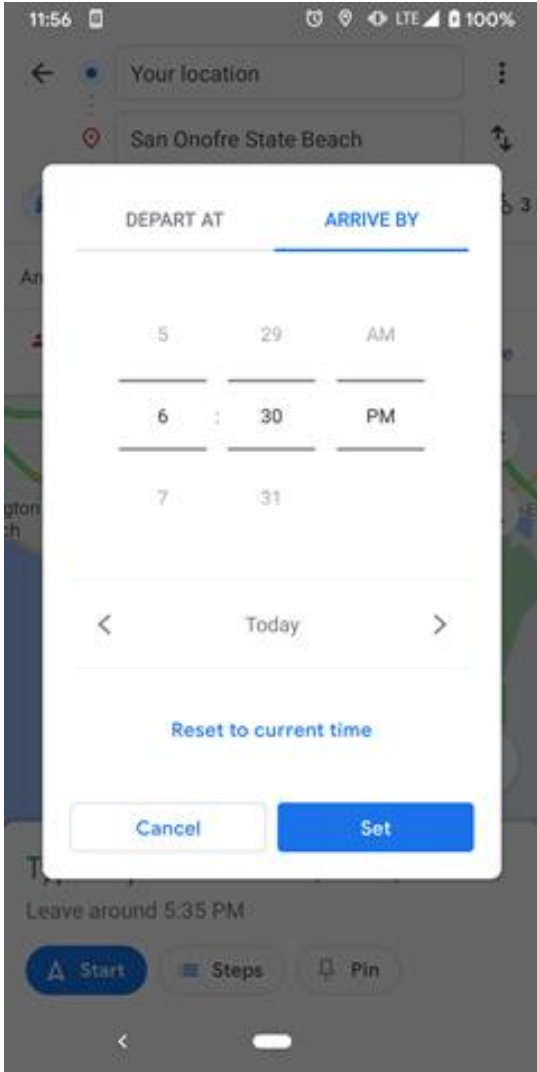 11:56 LTE 100%
Your location
San Onofre State Beach
3
DEPART AT ARRIVE BY
5 29 AM
6 : 30 PM
7 31
Today
Reset to current time
Cancel Set
Leave around 5:35 PM
Start Steps Pin